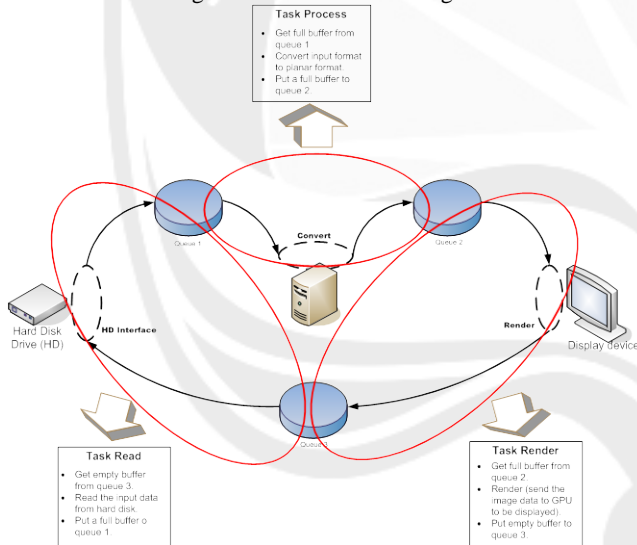 Task Process
• Get full buffer from
queue 1
• Convert input format
to planar format.
• Put a full buffer to
queue 2.
Queue 1
Queue 2
Convert
HD Interface
Hard Disk
Drive (HD)
Render
Display device
Queue 3
Task Read
• Get empty buffer
from queue 3.
• Read the input data
from hard disk.
• Put a full buffer o
queue 1.
Task Render
• Get full buffer from
queue 2.
• Render (send the
image data to GPU
to be displayed).
• Put empty buffer to
queue 3.